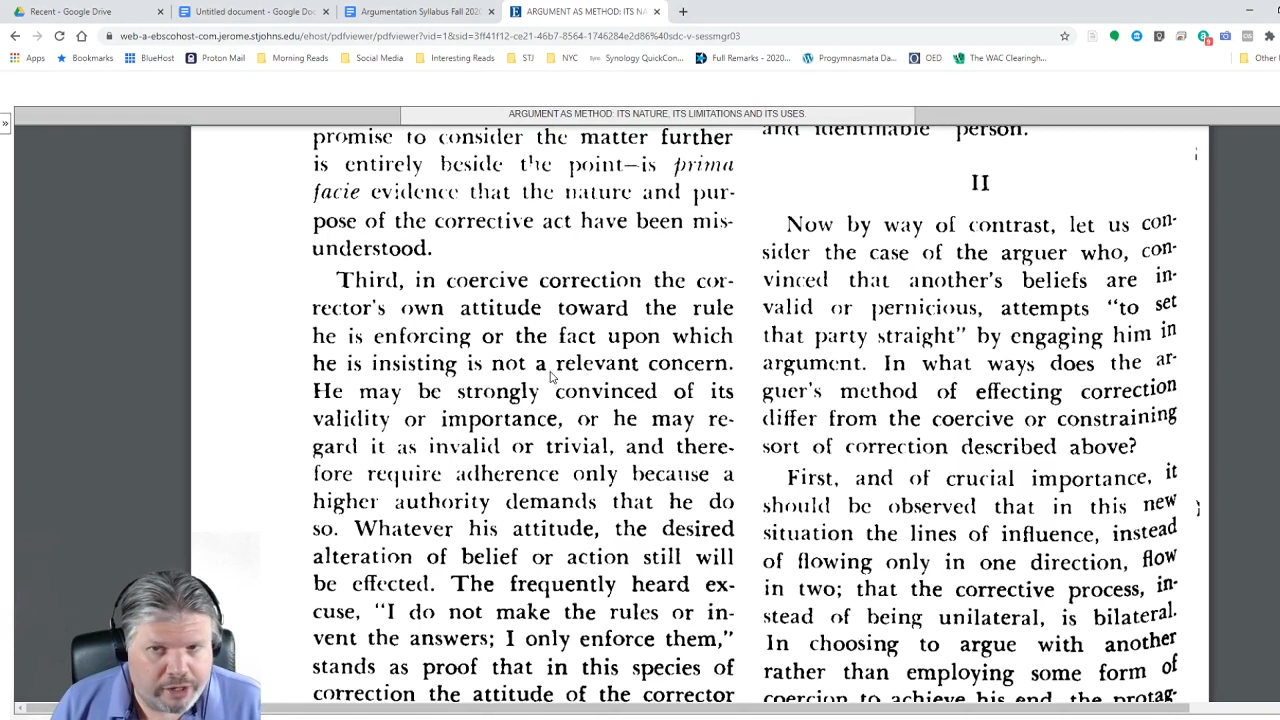 Recent - Google Drive
Untitled document - Google Doc
Argumentation Syllabus Fall 202
ARGUMENT AS METHOD: ITS NA
web-a-ebscohost-com.jerome.stjohns.edu/ehost/pdfviewer/pdfviewer?vid=1&sid=3ff41f12-ce21-46b7-8564-1746284e2d86%40sdc-v-sessmgr03
Apps
Bookmarks
BlueHost
Proton Mail
Morning Reads
Social Media
Interesting Reads
STJ
NYC
Synology QuickCon...
Full Remarks - 2020...
Progymnasmata Da...
OED
The WAC Clearingh...
Other
ARGUMENT AS METHOD: ITS NATURE, ITS LIMITATIONS AND ITS USES.
promise to consider the matter further
is entirely beside the point—is prima
facie evidence that the nature and pur-
pose of the corrective act have been mis-
understood.
Third, in coercive correction the cor-
rector's own attitude toward the rule
he is enforcing or the fact upon which
he is insisting is not a relevant concern.
He may be strongly convinced of its
validity or importance, or he may re-
gard it as invalid or trivial, and there-
fore require adherence only because a
higher authority demands that he do
so. Whatever his attitude, the desired
alteration of belief or action still will
be effected. The frequently heard ex-
cuse, "I do not make the rules or in-
vent the answers; I only enforce them,"
stands as proof that in this species of
correction the attitude of the corrector
and identifiable person.
II
Now by way of contrast, let us con-
sider the case of the arguer who, con-
vinced that another's beliefs are in-
valid or pernicious, attempts "to set
that party straight" by engaging him in
argument. In what ways does the ar-
guer's method of effecting correction
differ from the coercive or constraining
sort of correction described above?
First, and of crucial importance, it
should be observed that in this new
situation the lines of influence, instead
of flowing only in one direction, flow
in two; that the corrective process, in-
stead of being unilateral, is bilateral.
In choosing to argue with another
rather than employing some form of
coercion to achieve his end, the protag-